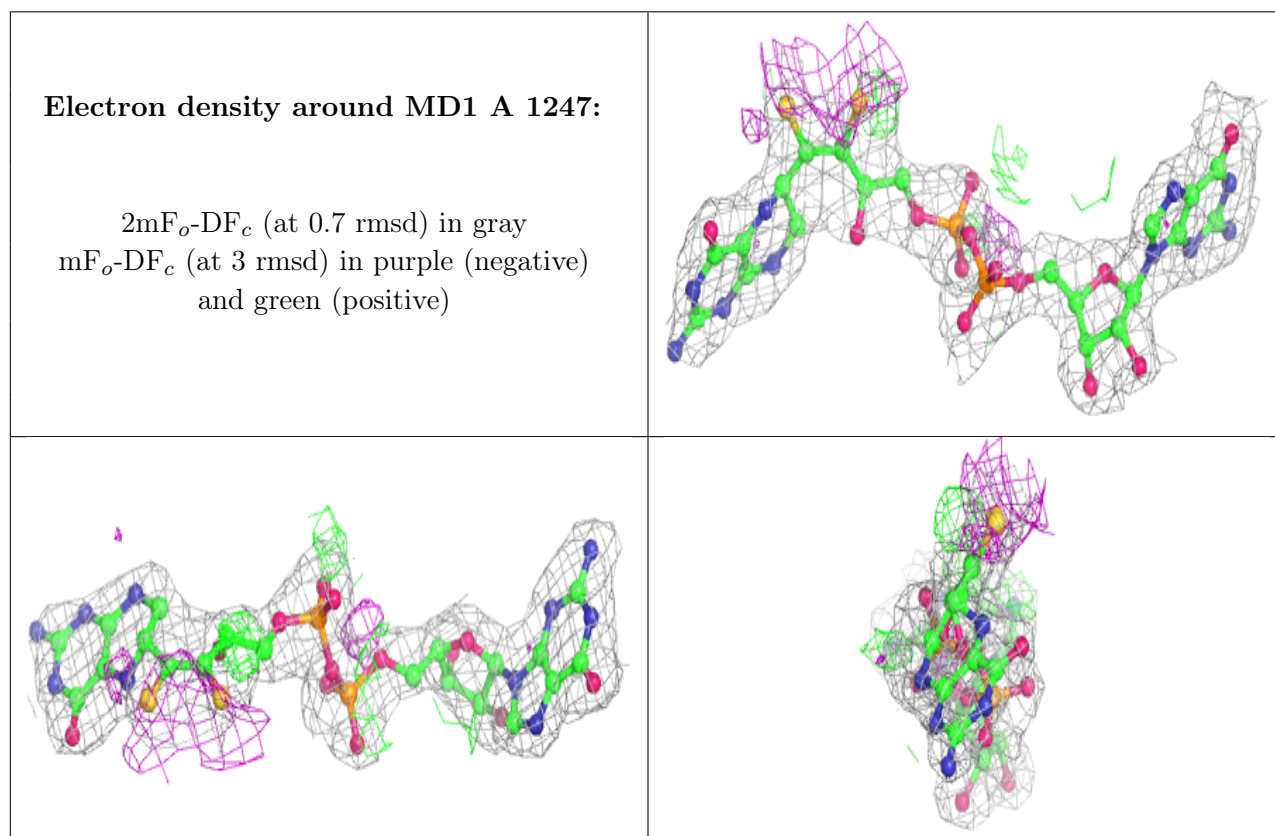 Electron density around MD1 A 1247:
2mFₒ-DF𝒸 (at 0.7 rmsd) in gray
mFₒ-DF𝒸 (at 3 rmsd) in purple (negative)
and green (positive)